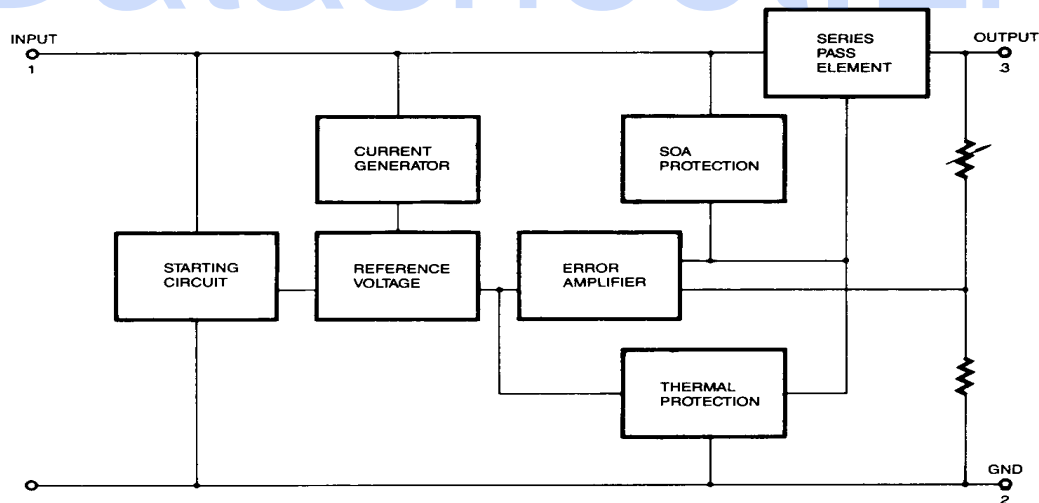 INPUT
1
SERIES
PASS
ELEMENT
OUTPUT
3
CURRENT
GENERATOR
SOA
PROTECTION
STARTING
CIRCUIT
REFERENCE
VOLTAGE
ERROR
AMPLIFIER
THERMAL
PROTECTION
GND
2